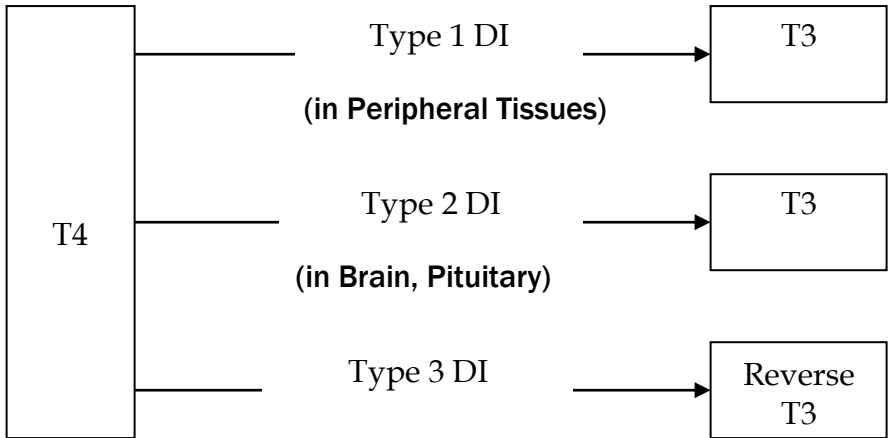 Type 1 DI
T3
(in Peripheral Tissues)
T4
Type 2 DI
T3
(in Brain, Pituitary)
Type 3 DI
Reverse
T3